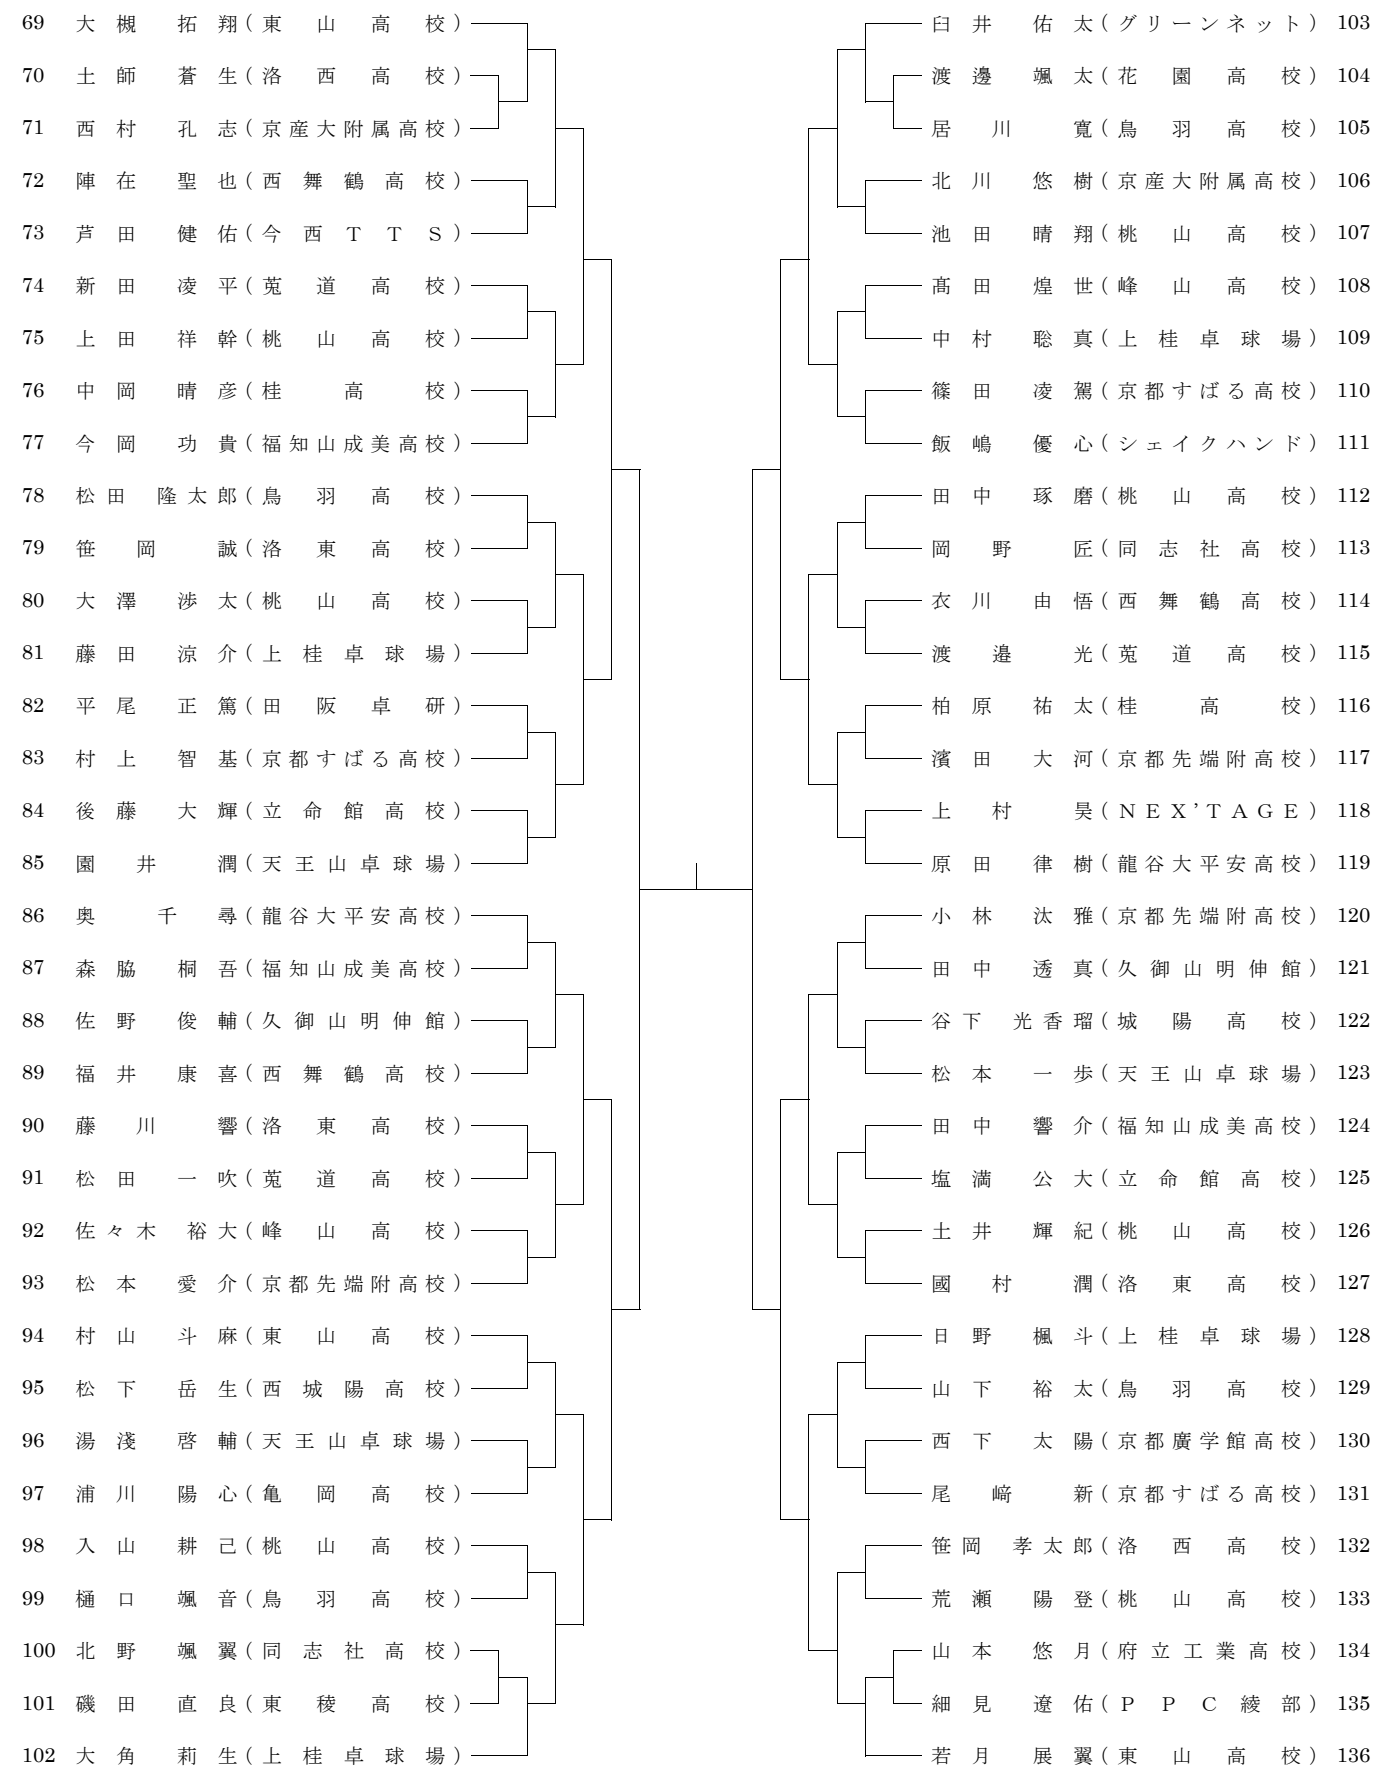 69 大槻 拓翔(東山高校)
70 土師 蒼生(洛西高校)
71 西村 孔志(京産大附属高校)
72 陣在 聖也(西舞鶴高校)
73 芦田 健佑(今西TTS)
74 新田 凌平(莵道高校)
75 上田 祥幹(桃山高校)
76 中岡 晴彦(桂高校)
77 今岡 功貴(福知山成美高校)
78 松田 隆太郎(鳥羽高校)
79 笹岡 誠(洛東高校)
80 大澤 渉太(桃山高校)
81 藤田 涼介(上桂卓球場)
82 平尾 正篤(田阪卓研)
83 村上 智基(京都すばる高校)
84 後藤 大輝(立命館高校)
85 園井 潤(天王山卓球場)
86 奥 千尋(龍谷大平安高校)
87 森脇 桐吾(福知山成美高校)
88 佐野 俊輔(久御山明伸館)
89 福井 康喜(西舞鶴高校)
90 藤川 響(洛東高校)
91 松田 一吹(莵道高校)
92 佐々木 裕大(峰山高校)
93 松本 愛介(京都先端附高校)
94 村山 斗麻(東山高校)
95 松下 岳生(西城陽高校)
96 湯淺 啓輔(天王山卓球場)
97 浦川 陽心(亀岡高校)
98 入山 耕己(桃山高校)
99 樋口 颯音(鳥羽高校)
100 北野 颯翼(同志社高校)
101 磯田 直良(東稜高校)
102 大角 莉生(上桂卓球場)
臼井 佑太(グリーンネット) 103
渡邊 颯太(花園高校) 104
居川 寛(鳥羽高校) 105
北川 悠樹(京産大附属高校) 106
池田 晴翔(桃山高校) 107
髙田 煌世(峰山高校) 108
中村 聡真(上桂卓球場) 109
篠田 凌駕(京都すばる高校) 110
飯嶋 優心(シェイクハンド) 111
田中 琢磨(桃山高校) 112
岡野 匠(同志社高校) 113
衣川 由悟(西舞鶴高校) 114
渡邉 光(莵道高校) 115
柏原 祐太(桂高校) 116
濱田 大河(京都先端附高校) 117
上村 昊(NEX'TAGE) 118
原田 律樹(龍谷大平安高校) 119
小林 汰雅(京都先端附高校) 120
田中 透真(久御山明伸館) 121
谷下 光香瑠(城陽高校) 122
松本 一歩(天王山卓球場) 123
田中 響介(福知山成美高校) 124
塩満 公大(立命館高校) 125
土井 輝紀(桃山高校) 126
國村 潤(洛東高校) 127
日野 楓斗(上桂卓球場) 128
山下 裕太(鳥羽高校) 129
西下 太陽(京都廣学館高校) 130
尾﨑 新(京都すばる高校) 131
笹岡 孝太郎(洛西高校) 132
荒瀬 陽登(桃山高校) 133
山本 悠月(府立工業高校) 134
細見 遼佑(PPC綾部) 135
若月 展翼(東山高校) 136